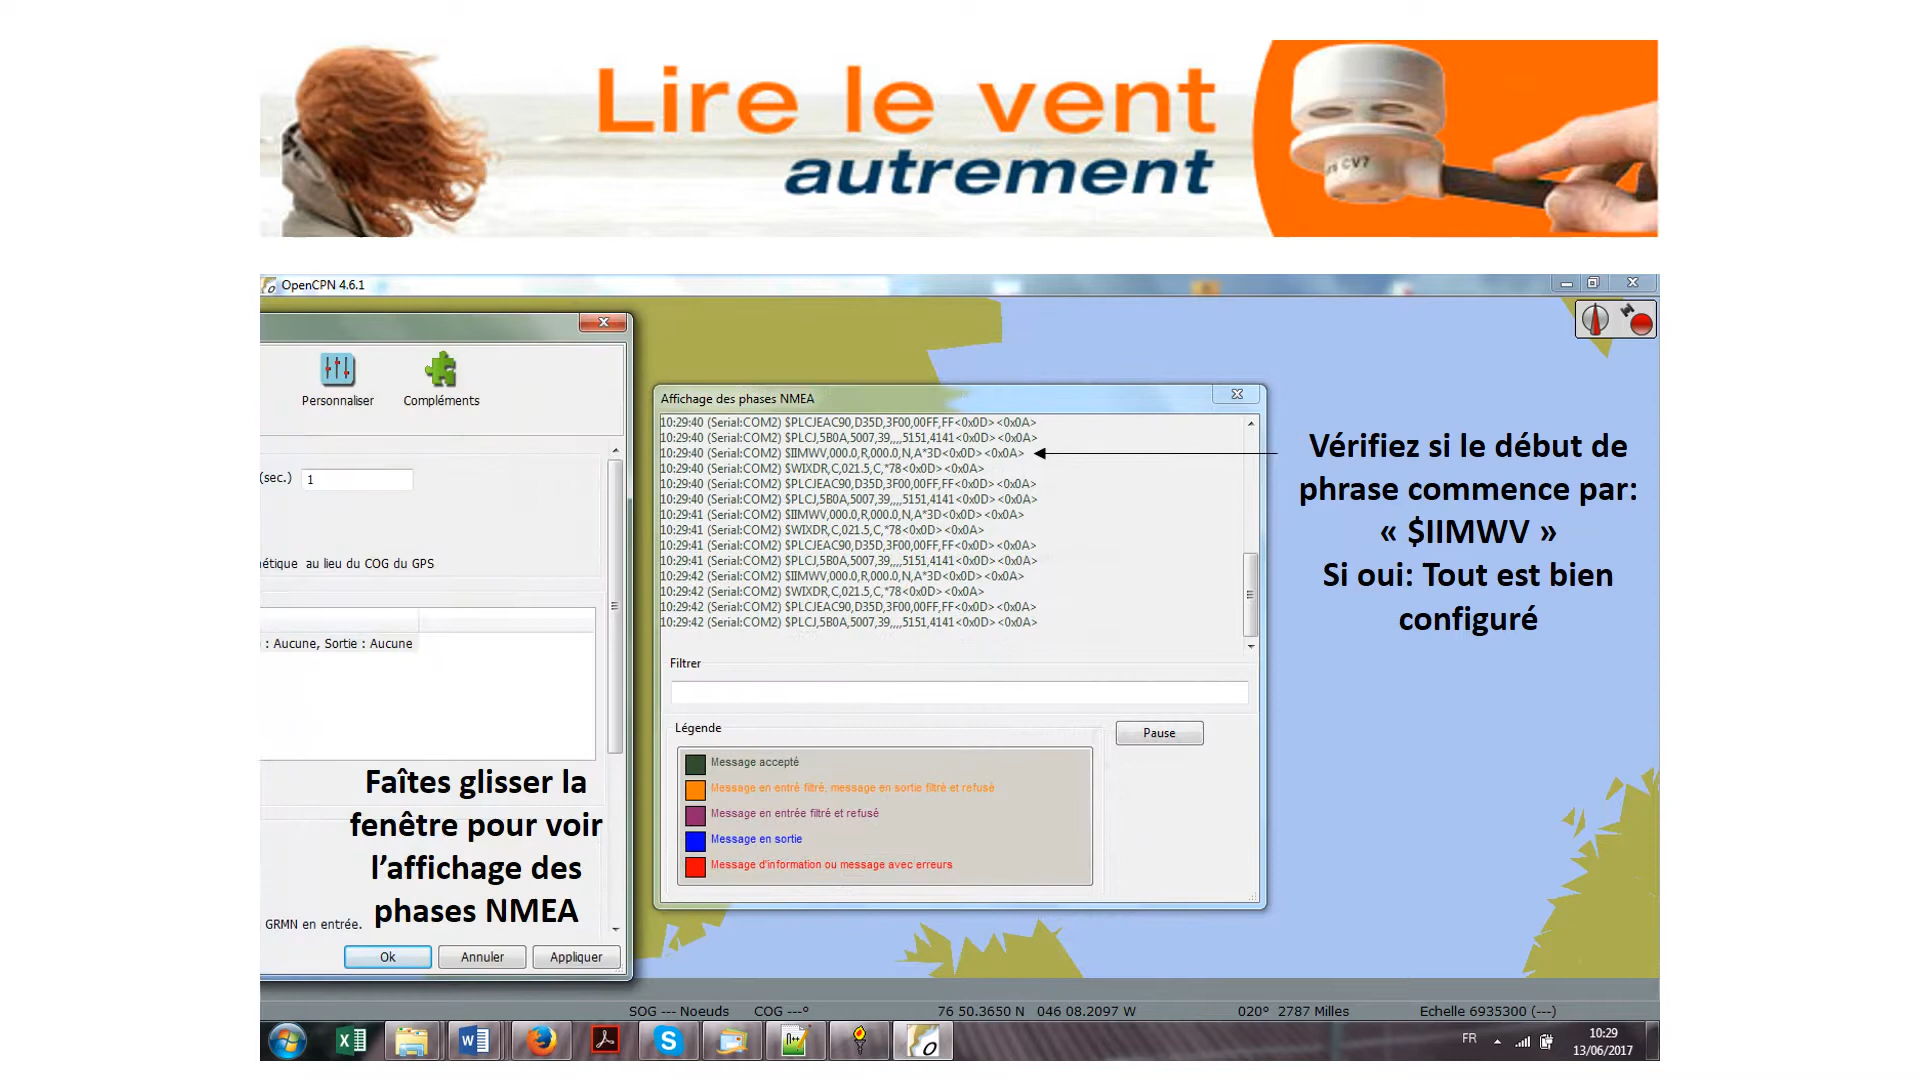 Lire le vent
autrement
OpenCPN 4.6.1
Personnaliser
Compléments
(sec.) 1
étique au lieu du COG du GPS
: Aucune, Sortie : Aucune
Faîtes glisser la
fenêtre pour voir
l’affichage des
phases NMEA
GRMN en entrée.
Ok
Annuler
Appliquer
Affichage des phases NMEA
10:29:40 (Serial:COM2) $PLCJEAC90,D35D,3F00,00FF,FF<0x0D><0x0A>
10:29:40 (Serial:COM2) $PLCJ,5B0A,5007,39,,,,5151,4141<0x0D><0x0A>
10:29:40 (Serial:COM2) $IIMWV,000.0,R,000.0,N,A*3D<0x0D><0x0A>
10:29:40 (Serial:COM2) $WIXDR,C,021.5,C,*78<0x0D><0x0A>
10:29:40 (Serial:COM2) $PLCJEAC90,D35D,3F00,00FF,FF<0x0D><0x0A>
10:29:40 (Serial:COM2) $PLCJ,5B0A,5007,39,,,,5151,4141<0x0D><0x0A>
10:29:41 (Serial:COM2) $IIMWV,000.0,R,000.0,N,A*3D<0x0D><0x0A>
10:29:41 (Serial:COM2) $WIXDR,C,021.5,C,*78<0x0D><0x0A>
10:29:41 (Serial:COM2) $PLCJEAC90,D35D,3F00,00FF,FF<0x0D><0x0A>
10:29:41 (Serial:COM2) $PLCJ,5B0A,5007,39,,,,5151,4141<0x0D><0x0A>
10:29:42 (Serial:COM2) $IIMWV,000.0,R,000.0,N,A*3D<0x0D><0x0A>
10:29:42 (Serial:COM2) $WIXDR,C,021.5,C,*78<0x0D><0x0A>
10:29:42 (Serial:COM2) $PLCJEAC90,D35D,3F00,00FF,FF<0x0D><0x0A>
10:29:42 (Serial:COM2) $PLCJ,5B0A,5007,39,,,,5151,4141<0x0D><0x0A>
Filtrer
Légende
Pause
Message accepté
Message en entré filtré, message en sortie filtré et refusé
Message en entrée filtré et refusé
Message en sortie
Message d'information ou message avec erreurs
Vérifiez si le début de
phrase commence par:
« $IIMWV »
Si oui: Tout est bien
configuré
SOG --- Noeuds COG ---° 76 50.3650 N 046 08.2097 W 020° 2787 Milles Echelle 6935300 (---)
FR
10:29
13/06/2017